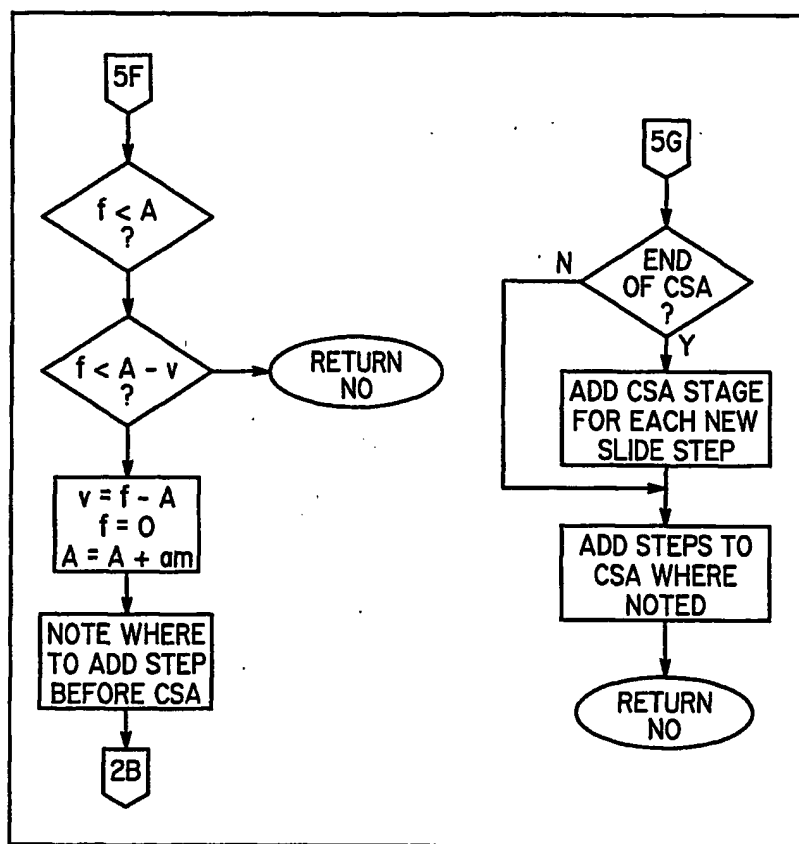 5F
f < A
?
f < A - v
?
RETURN
NO
v = f - A
f = 0
A = A + am
NOTE WHERE
TO ADD STEP
BEFORE CSA
2B
5G
N
END
OF CSA
?
Y
ADD CSA STAGE
FOR EACH NEW
SLIDE STEP
ADD STEPS TO
CSA WHERE
NOTED
RETURN
NO